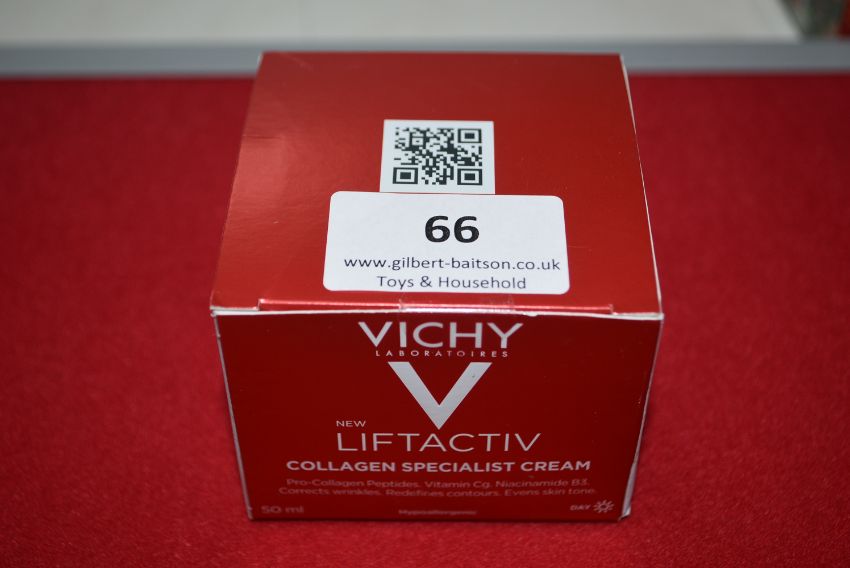 66
www.gilbert-baitson.co.uk
Toys & Household
VICHY
LABORATOIRES
V
NEW
LIFTACTIV
COLLAGEN SPECIALIST CREAM
Pro-Collagen Peptides. Vitamin Cg. Niacinamide B3.
Corrects wrinkles. Redefines contours. Evens skin tone.
50 ml
Hypoallergenic
DAY